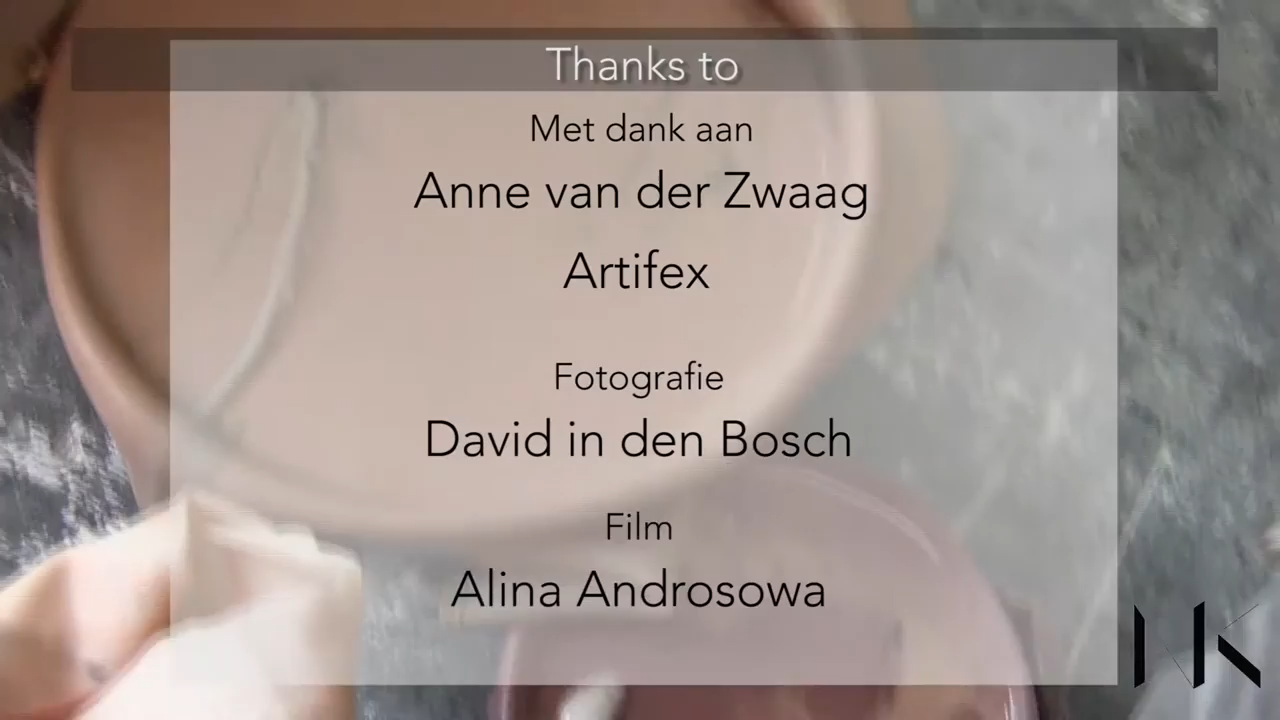 Thanks to
Met dank aan
Anne van der Zwaag
Artifex
Fotografie
David in den Bosch
Film
Alina Androsowa